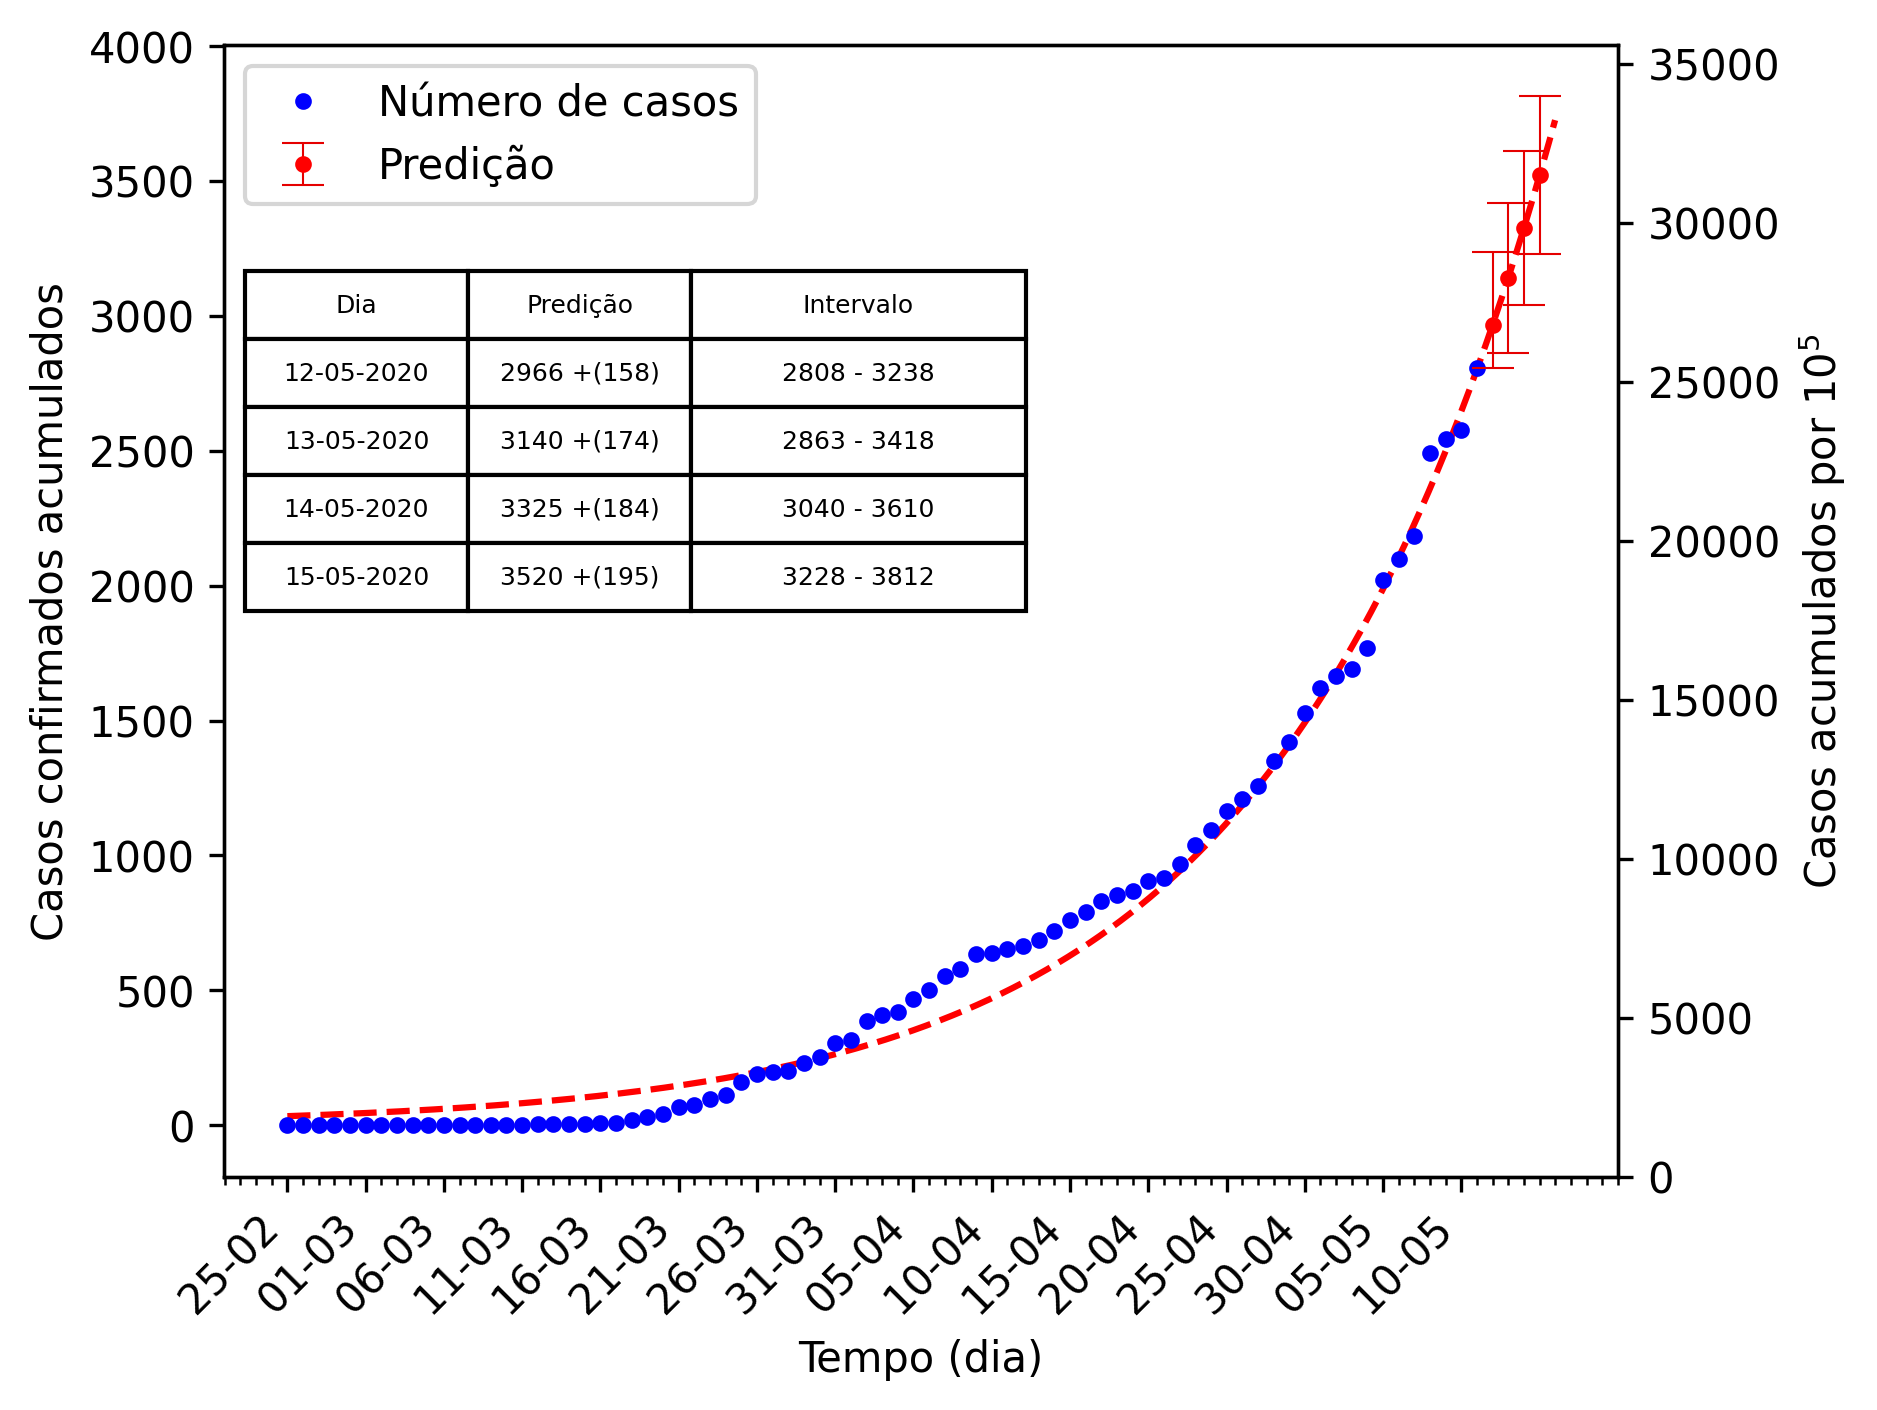 Número de casos
Predição
Dia Predição Intervalo
12-05-2020 2966 +(158) 2808 - 3238
13-05-2020 3140 +(174) 2863 - 3418
14-05-2020 3325 +(184) 3040 - 3610
15-05-2020 3520 +(195) 3228 - 3812
Casos confirmados acumulados
4000
3500
3000
2500
2000
1500
1000
500
0
35000
30000
25000
20000
15000
10000
5000
0
Casos acumulados por 10⁵
25-02 01-03 06-03 11-03 16-03 21-03 26-03 31-03 05-04 10-04 15-04 20-04 25-04 30-04 05-05 10-05
Tempo (dia)